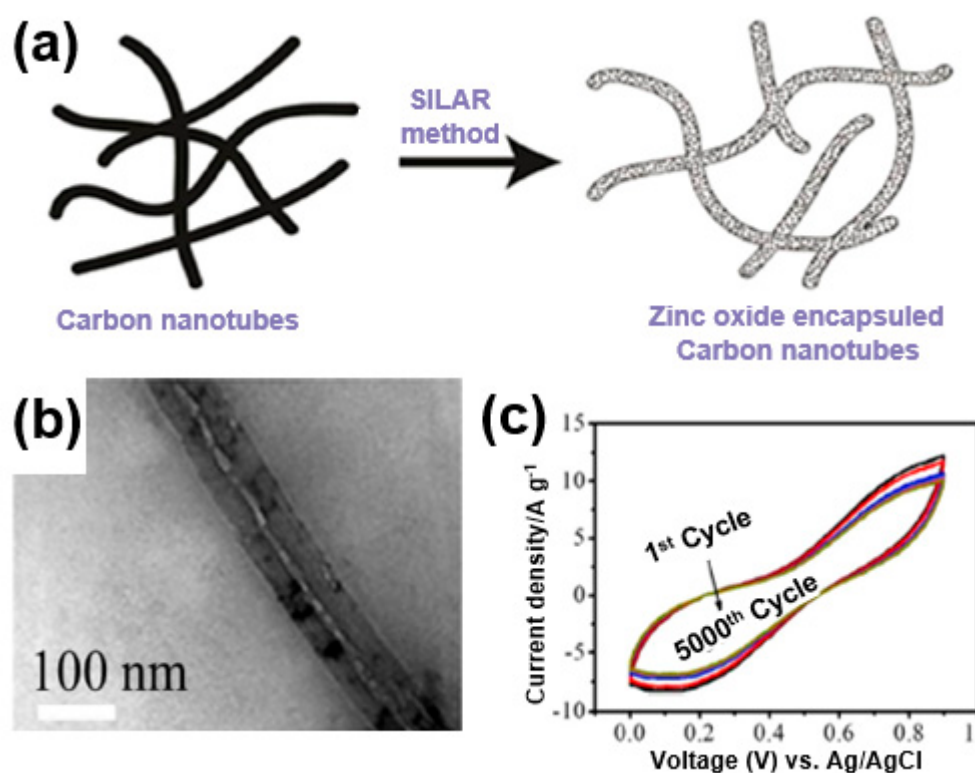 (a)
SILAR
method
Carbon nanotubes
Zinc oxide encapsuled
Carbon nanotubes
(b)
100 nm
(c)
Current density/A g⁻¹
15
10
5
0
-5
-10
1st Cycle
5000th Cycle
0.0 0.2 0.4 0.6 0.8 1
Voltage (V) vs. Ag/AgCl